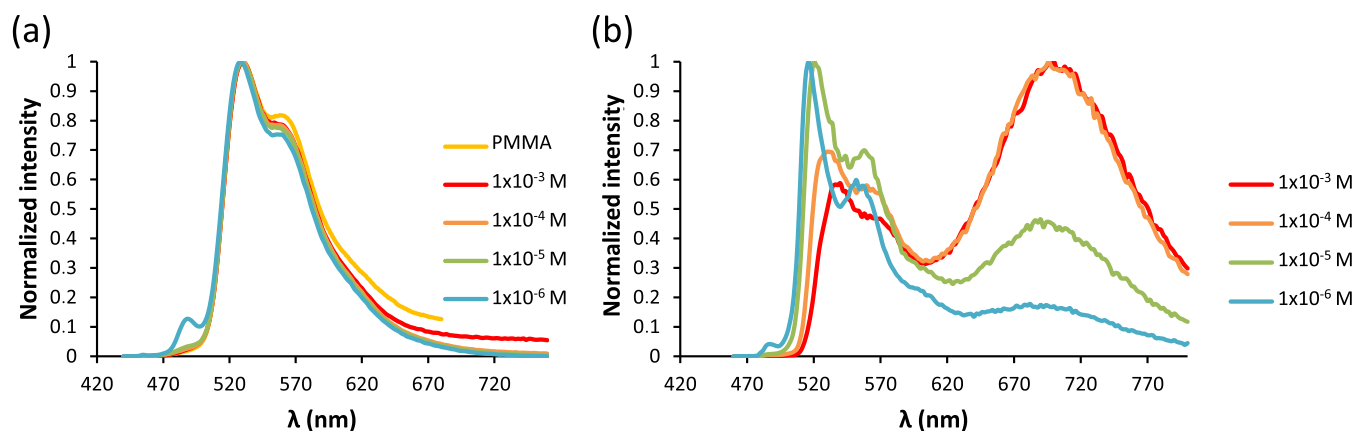 (a)
Normalized intensity
1
0.9
0.8
0.7
0.6
0.5
0.4
0.3
0.2
0.1
0
420 470 520 570 620 670 720
λ (nm)
PMMA
1x10⁻³ M
1x10⁻⁴ M
1x10⁻⁵ M
1x10⁻⁶ M
(b)
Normalized intensity
1
0.9
0.8
0.7
0.6
0.5
0.4
0.3
0.2
0.1
0
420 470 520 570 620 670 720 770
λ (nm)
1x10⁻³ M
1x10⁻⁴ M
1x10⁻⁵ M
1x10⁻⁶ M